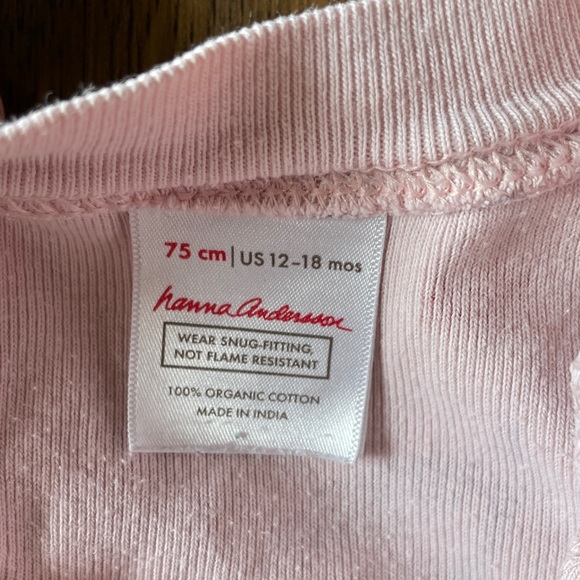 75 cm | US 12-18 mos
hanna andersson
WEAR SNUG-FITTING,
NOT FLAME RESISTANT
100% ORGANIC COTTON
MADE IN INDIA